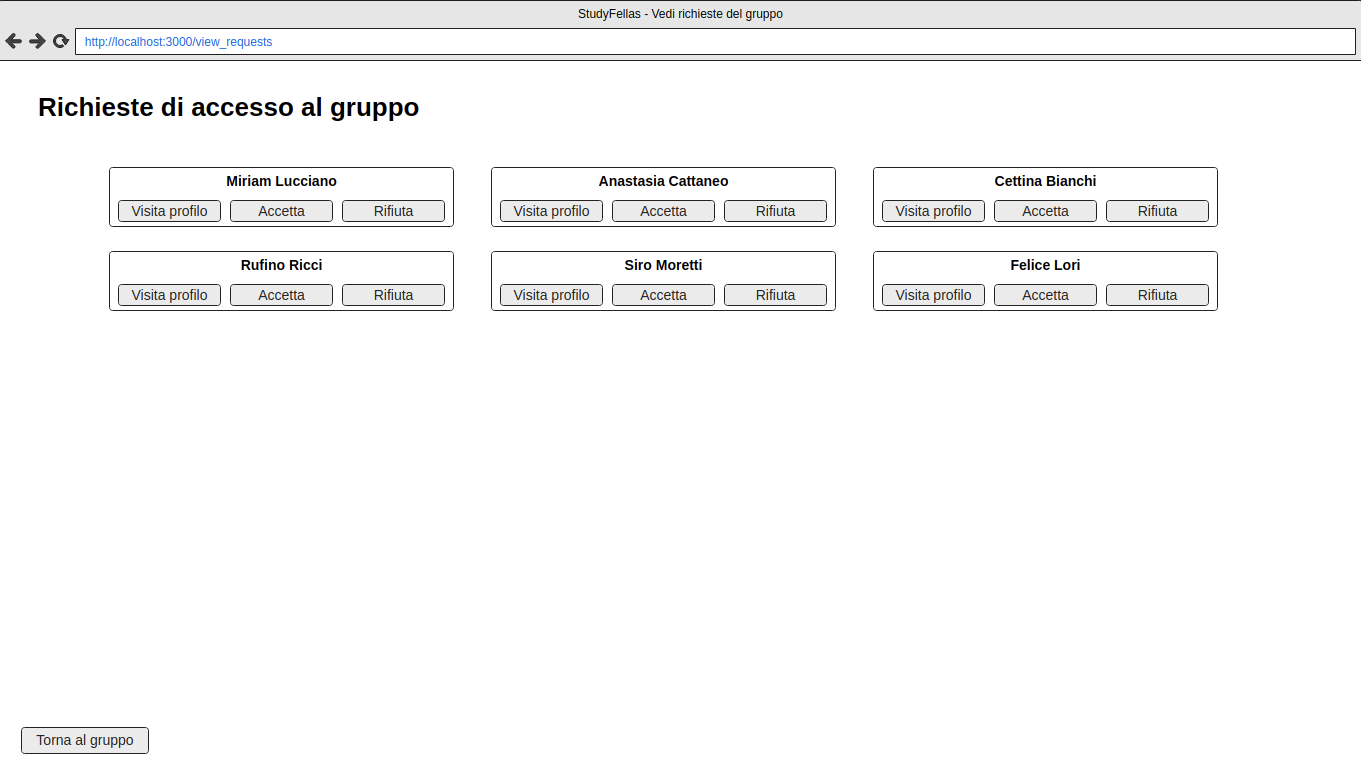 StudyFellas - Vedi richieste del gruppo
http://localhost:3000/view_requests
Richieste di accesso al gruppo
Miriam Lucciano
Visita profilo Accetta Rifiuta
Anastasia Cattaneo
Visita profilo Accetta Rifiuta
Cettina Bianchi
Visita profilo Accetta Rifiuta
Rufino Ricci
Visita profilo Accetta Rifiuta
Siro Moretti
Visita profilo Accetta Rifiuta
Felice Lori
Visita profilo Accetta Rifiuta
Torna al gruppo